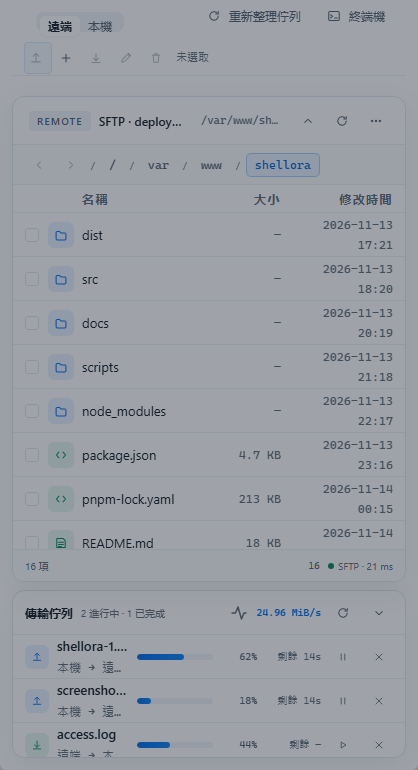 遠端 本機 重新整理佇列 終端機
未選取
REMOTE SFTP · deploy... /var/www/sh...
/ / / var / www / shellora
名稱 大小 修改時間
dist — 2026-11-13 17:21
src — 2026-11-13 18:20
docs — 2026-11-13 20:19
scripts — 2026-11-13 21:18
node_modules — 2026-11-13 22:17
package.json 4.7 KB 2026-11-13 23:16
pnpm-lock.yaml 213 KB 2026-11-14 00:15
README.md 18 KB 2026-11-14
16 項 16 SFTP · 21 ms
傳輸佇列 2 進行中 · 1 已完成 24.96 MiB/s
shellora-1.... 62% 剩餘 14s
本機 → 遠...
screensho... 18% 剩餘 14s
本機 → 遠...
access.log 44% 剩餘 —
遠端 → 本...